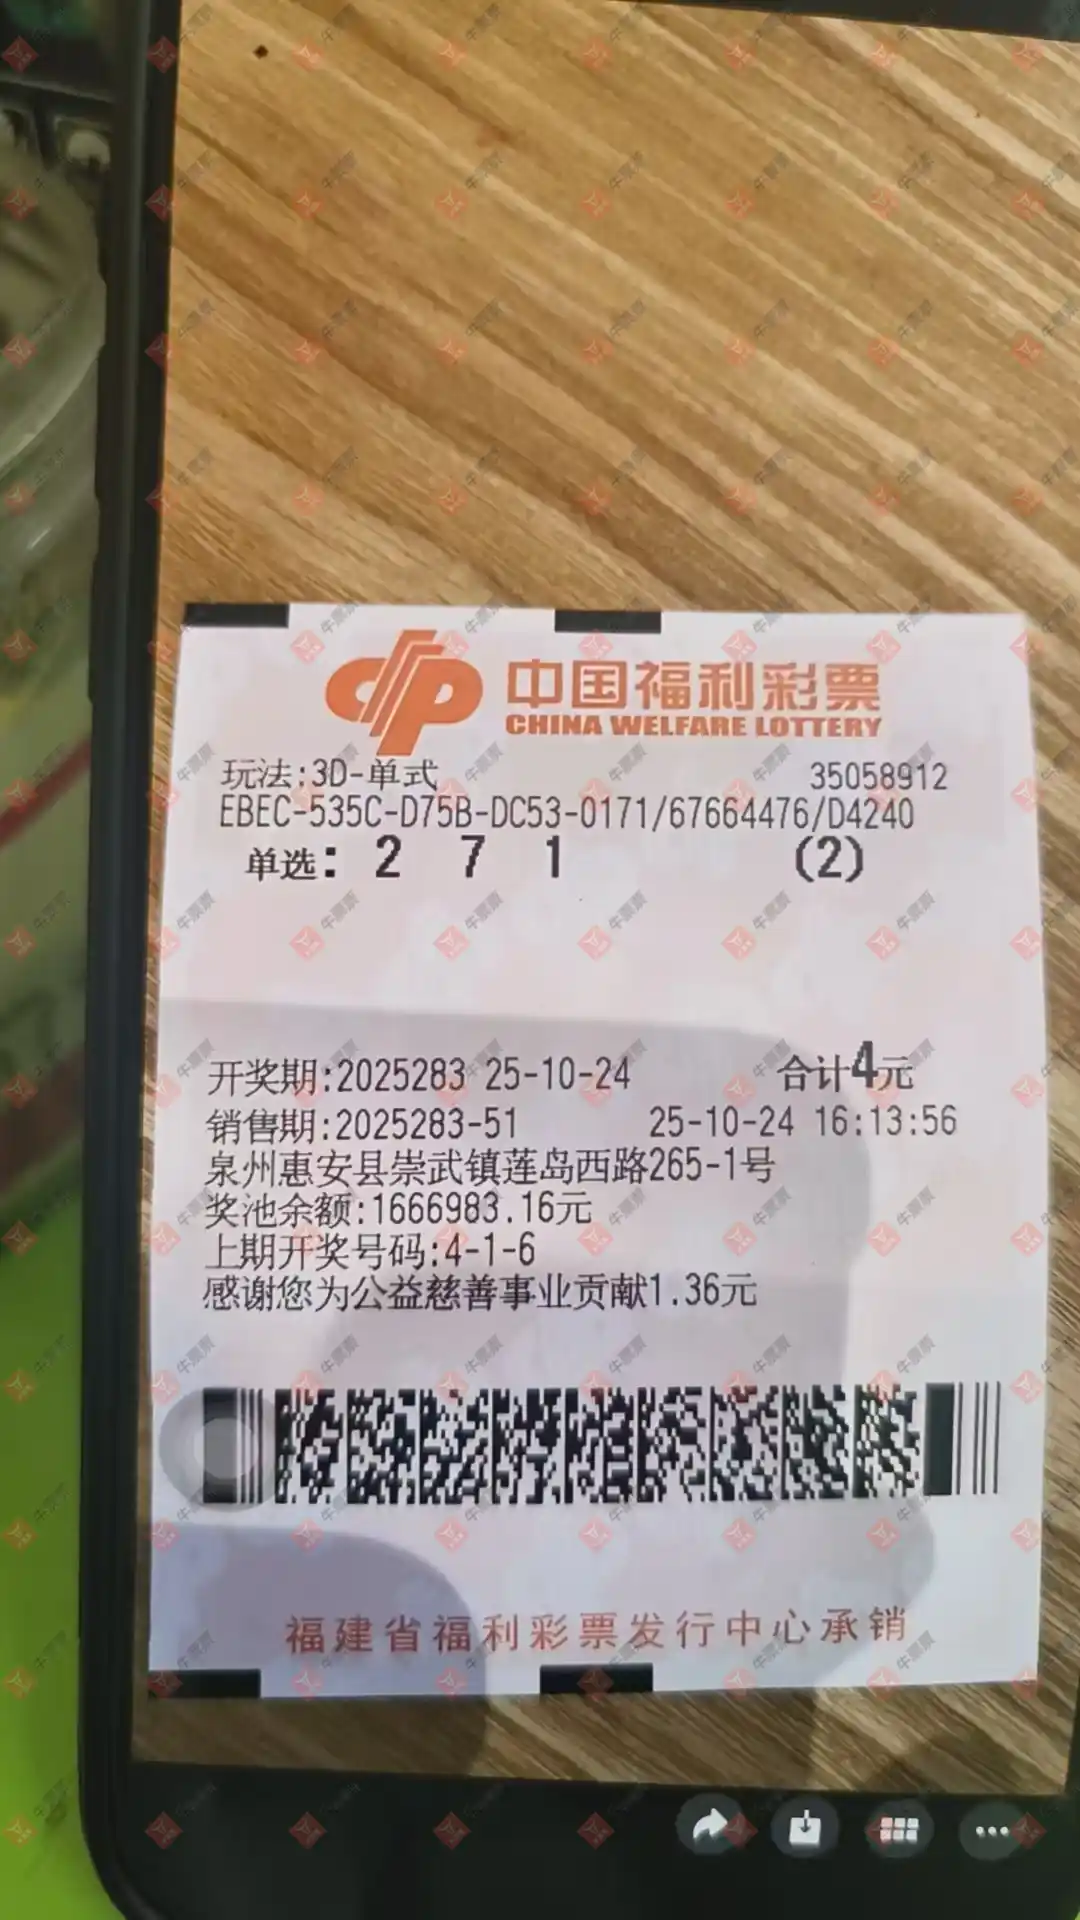 中国福利彩票
CHINA WELFARE LOTTERY
玩法:3D-单式 35058912
EBEC-535C-D75B-DC53-0171/67664476/D4240
单选: 2 7 1 (2)
开奖期:2025283 25-10-24 合计4元
销售期:2025283-51 25-10-24 16:13:56
泉州惠安县崇武镇莲岛西路265-1号
奖池余额:1666983.16元
上期开奖号码:4-1-6
感谢您为公益慈善事业贡献1.36元
福建省福利彩票发行中心承销
牛票票